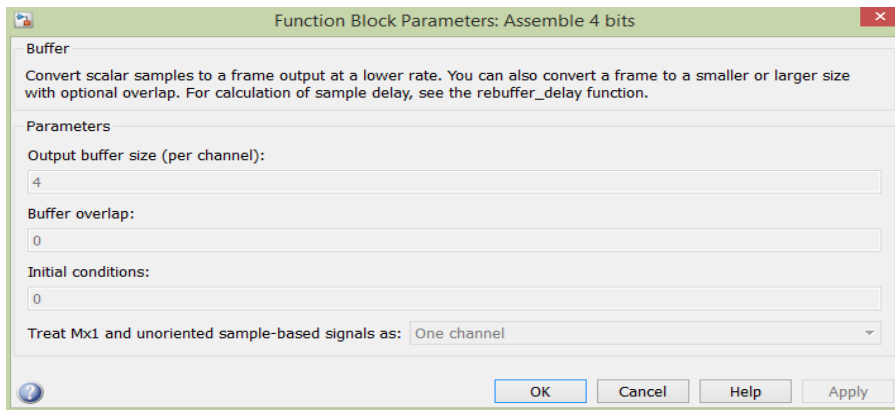 Function Block Parameters: Assemble 4 bits
Buffer
Convert scalar samples to a frame output at a lower rate. You can also convert a frame to a smaller or larger size
with optional overlap. For calculation of sample delay, see the rebuffer_delay function.
Parameters
Output buffer size (per channel):
4
Buffer overlap:
0
Initial conditions:
0
Treat Mx1 and unoriented sample-based signals as: One channel
OK Cancel Help Apply